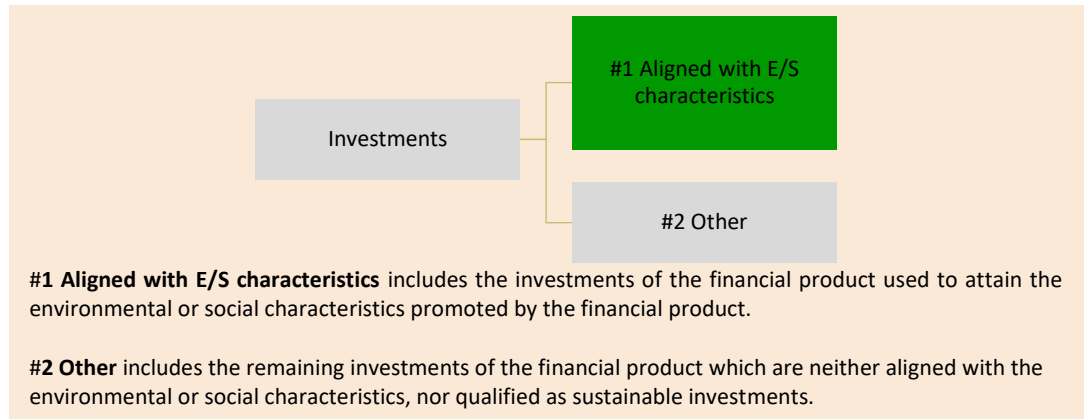 #1 Aligned with E/S
characteristics
Investments
#2 Other
#1 Aligned with E/S characteristics includes the investments of the financial product used to attain the
environmental or social characteristics promoted by the financial product.
#2 Other includes the remaining investments of the financial product which are neither aligned with the
environmental or social characteristics, nor qualified as sustainable investments.